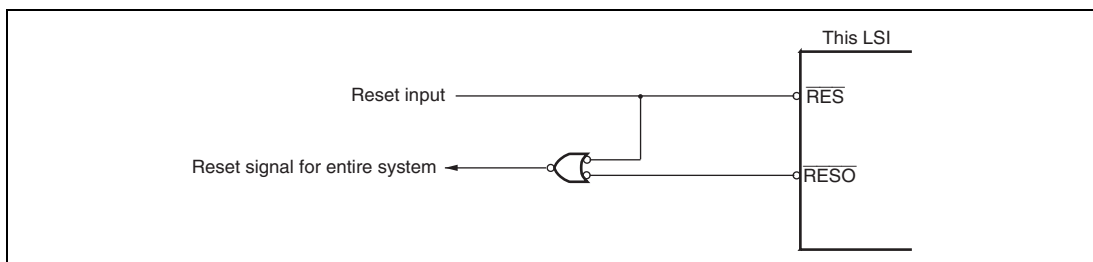 This LSI
Reset input
RES
Reset signal for entire system
RESO